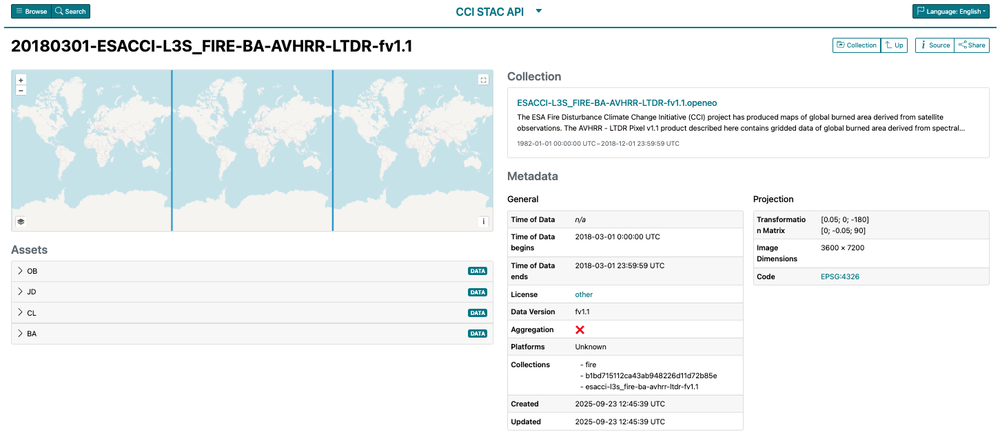 Browse
Search
CCI STAC API
Language: English
20180301-ESACCI-L3S_FIRE-BA-AVHRR-LTDR-fv1.1
Collection
Up
Source
Share
+
−
i
Assets
OB DATA
JD DATA
CL DATA
BA DATA
Collection
ESACCI-L3S_FIRE-BA-AVHRR-LTDR-fv1.1.openeo
The ESA Fire Disturbance Climate Change Initiative (CCI) project has produced maps of global burned area derived from satellite
observations. The AVHRR - LTDR Pixel v1.1 product described here contains gridded data of global burned area derived from spectral...
1982-01-01 00:00:00 UTC – 2018-12-01 23:59:59 UTC
Metadata
General
Time of Data n/a
Time of Data 2018-03-01 0:00:00 UTC
begins
Time of Data 2018-03-01 23:59:59 UTC
ends
License other
Data Version fv1.1
Aggregation ❌
Platforms Unknown
Collections - fire
- b1bd715112ca43ab948226d11d72b85e
- esacci-l3s_fire-ba-avhrr-ltdr-fv1.1
Created 2025-09-23 12:45:39 UTC
Updated 2025-09-23 12:45:39 UTC
Projection
Transformatio [0.05; 0; -180]
n Matrix [0; -0.05; 90]
Image 3600 × 7200
Dimensions
Code EPSG:4326